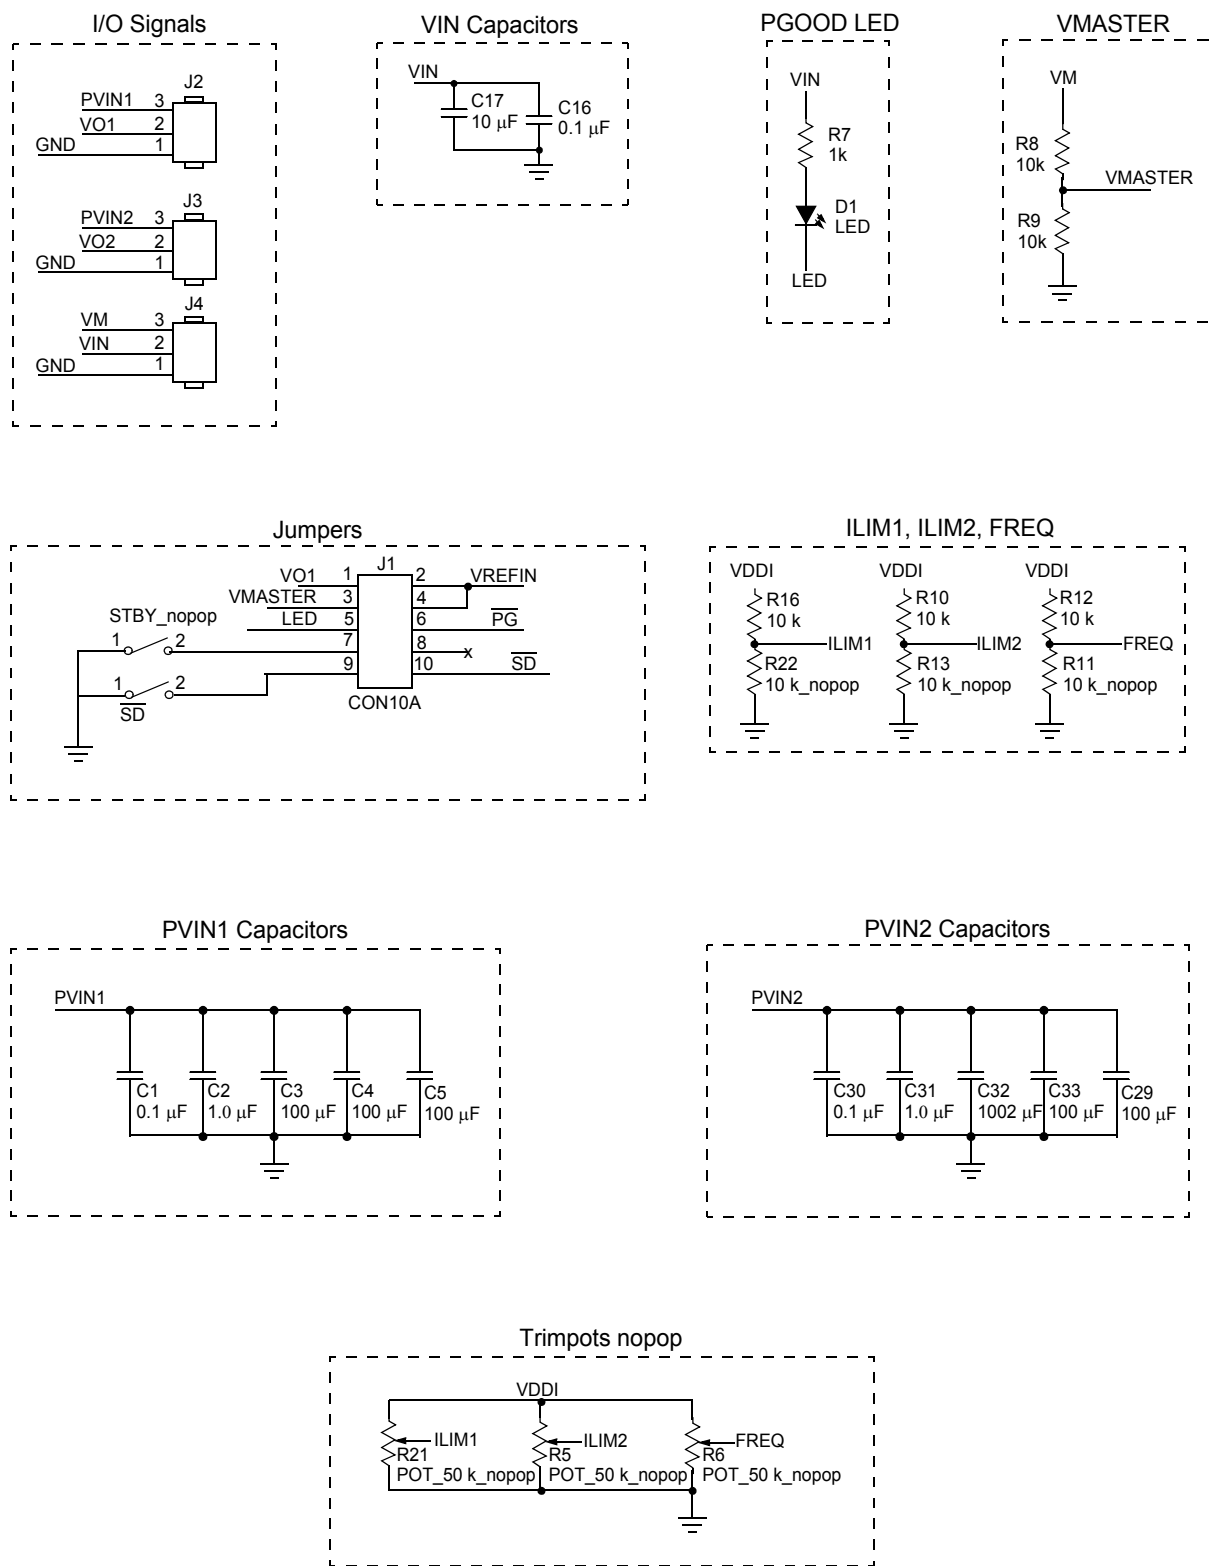 I/O Signals
J2
PVIN1 3
VO1 2
GND 1
J3
PVIN2 3
VO2 2
GND 1
J4
VM 3
VIN 2
GND 1
VIN Capacitors
VIN
C17
10 µF
C16
0.1 µF
PGOOD LED
VIN
R7
1k
D1
LED
LED
VMASTER
VM
R8
10k
VMASTER
R9
10k
Jumpers
J1
VO1 1 2 VREFIN
VMASTER 3 4
LED 5 6 PG
7 8 x
9 10 SD
CON10A
STBY_nopop
1 2
1 2
SD
ILIM1, ILIM2, FREQ
VDDI VDDI VDDI
R16 R10 R12
10 k 10 k 10 k
ILIM1 ILIM2 FREQ
R22 R13 R11
10 k_nopop 10 k_nopop 10 k_nopop
PVIN1 Capacitors
PVIN1
C1 C2 C3 C4 C5
0.1 µF 1.0 µF 100 µF 100 µF 100 µF
PVIN2 Capacitors
PVIN2
C30 C31 C32 C33 C29
0.1 µF 1.0 µF 1002 µF 100 µF 100 µF
Trimpots nopop
VDDI
ILIM1 ILIM2 FREQ
R21 R5 R6
POT_50 k_nopop POT_50 k_nopop POT_50 k_nopop